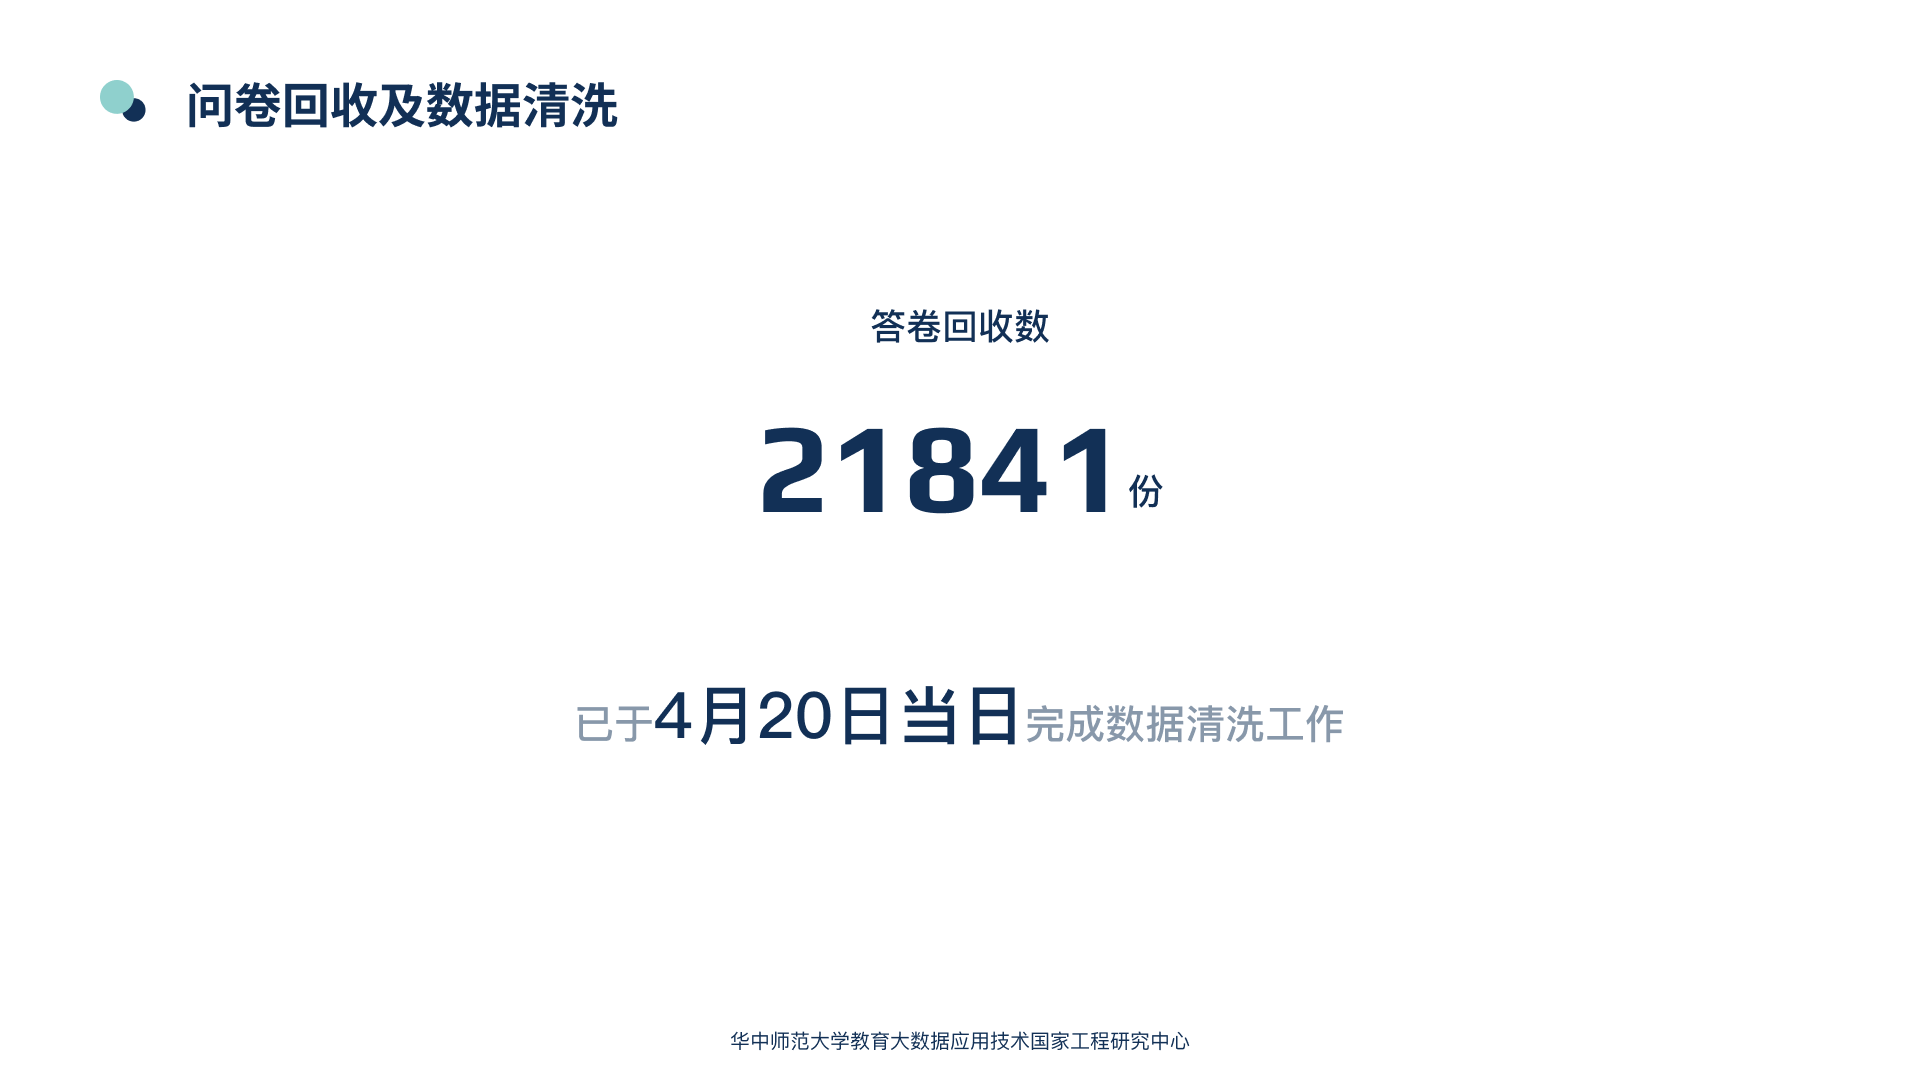 问卷回收及数据清洗
答卷回收数
21841份
已于4月20日当日完成数据清洗工作
华中师范大学教育大数据应用技术国家工程研究中心